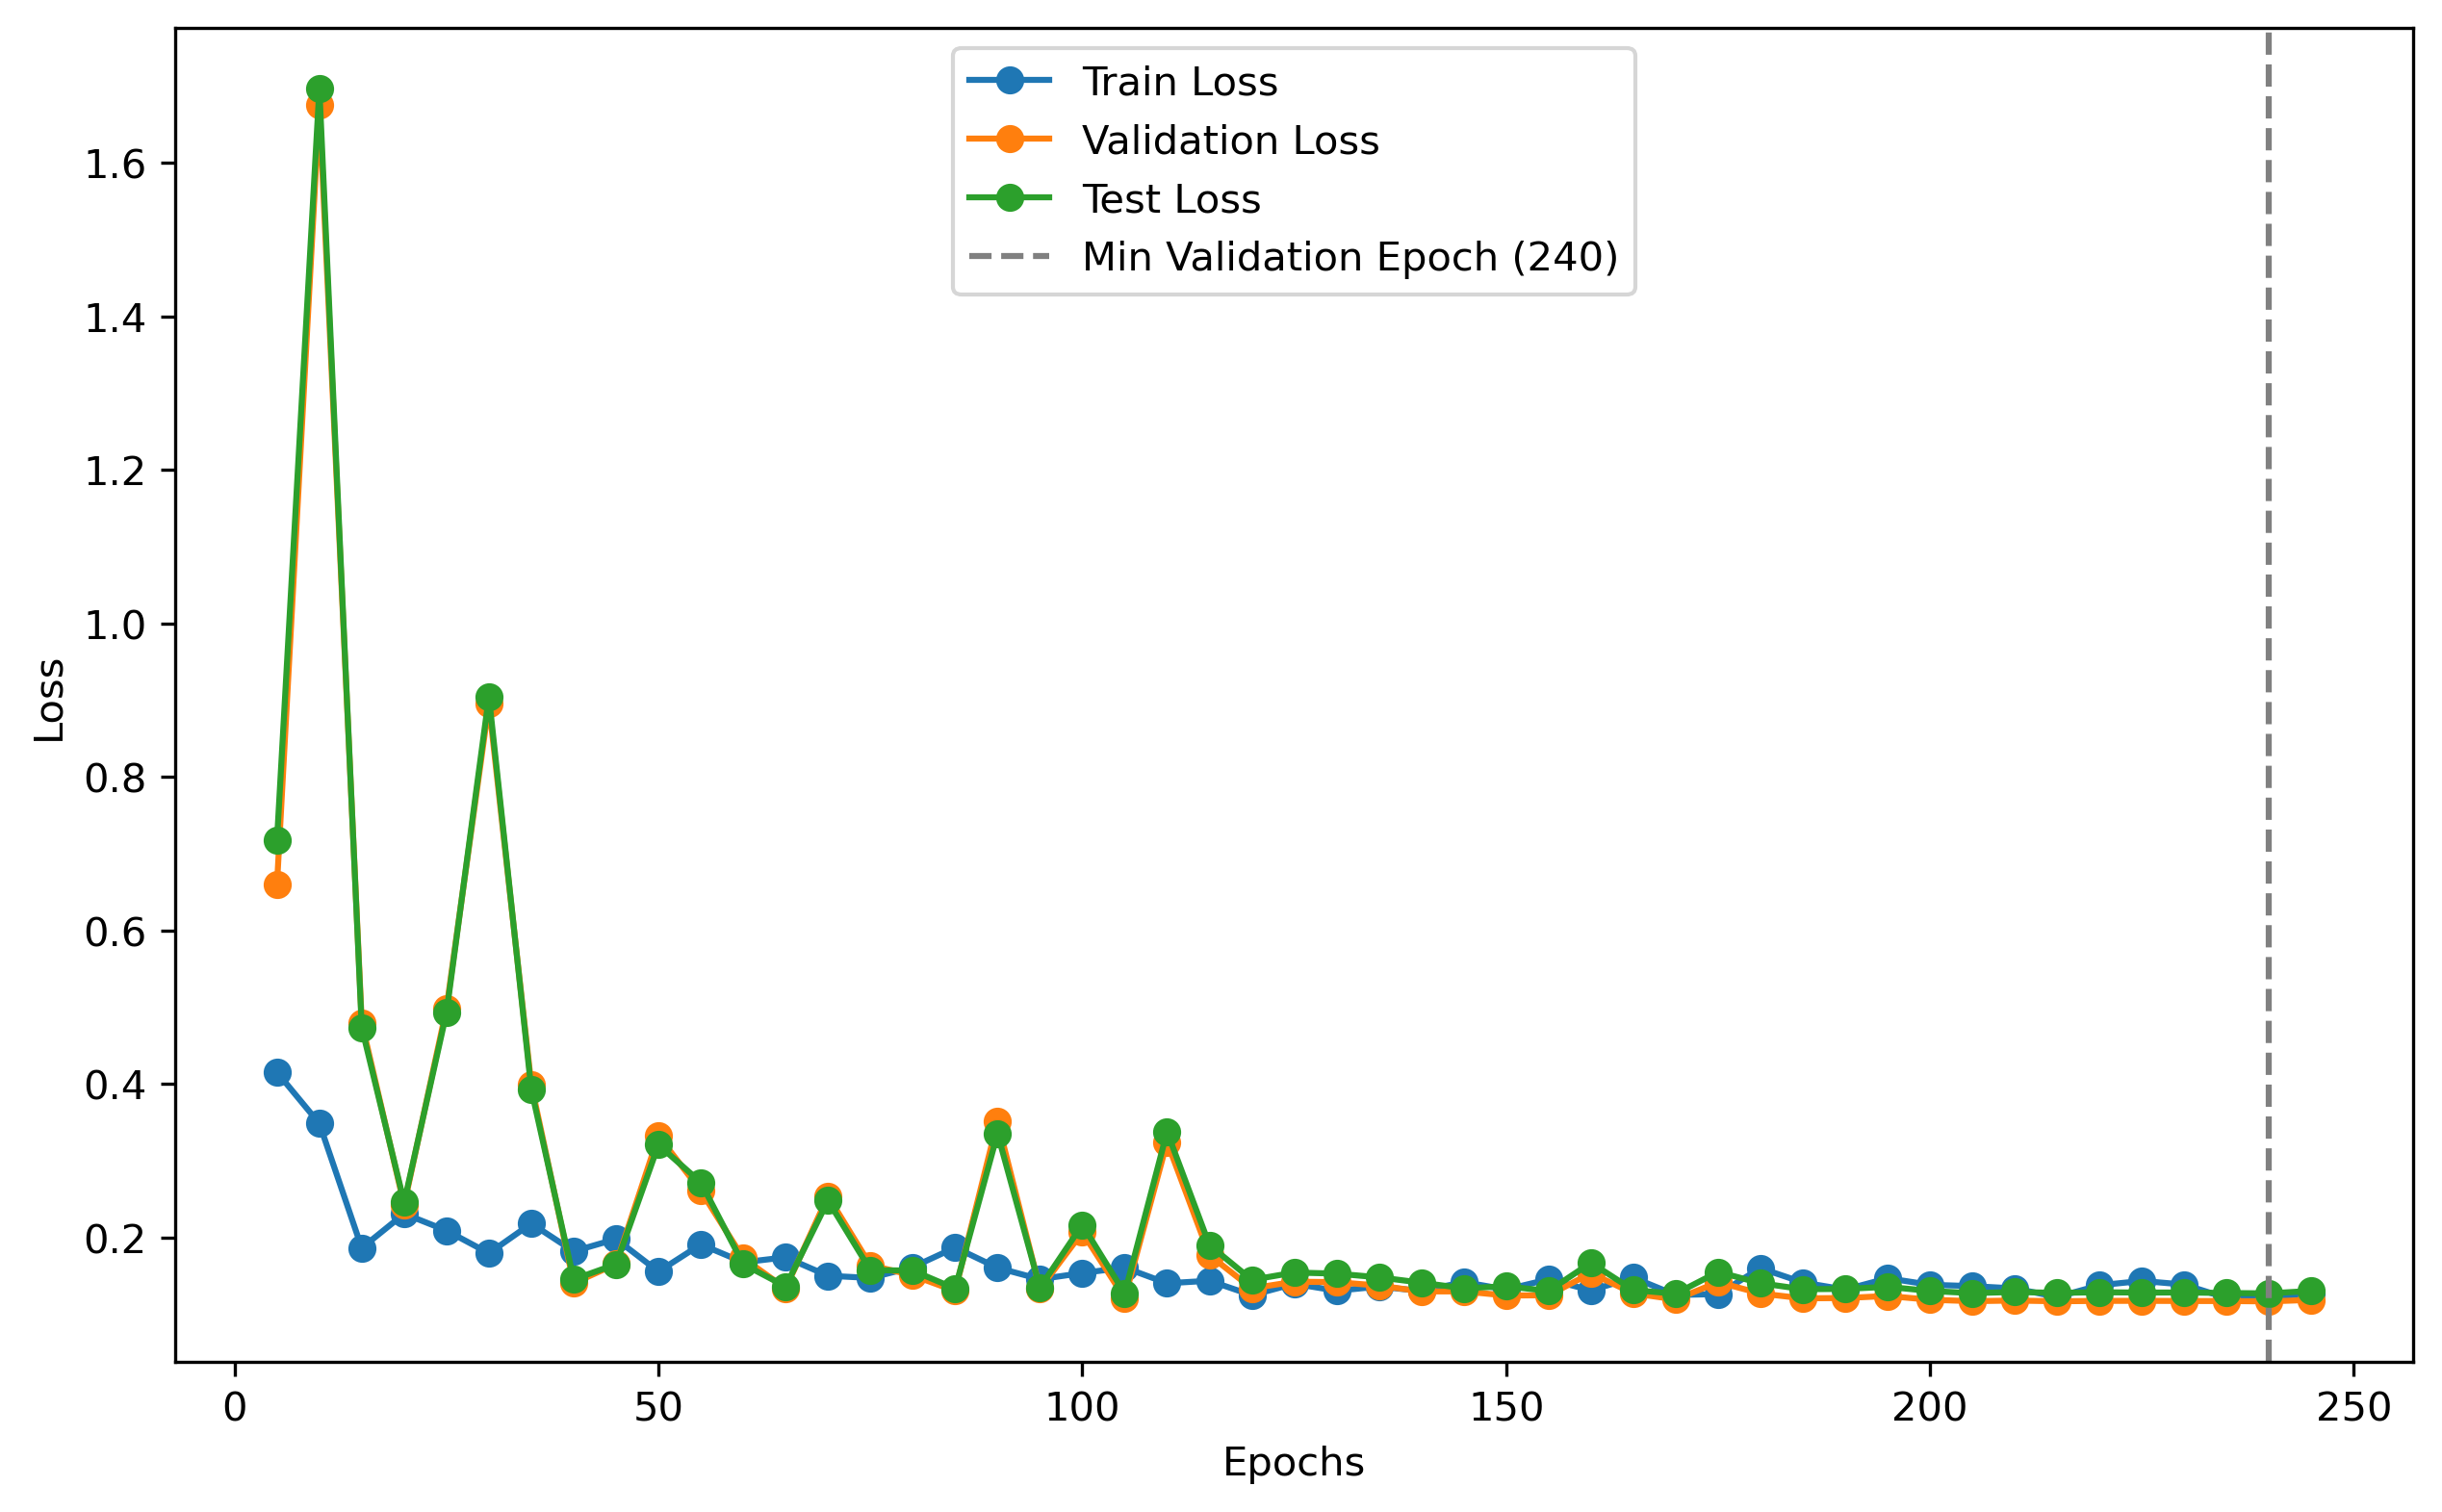 Train Loss
Validation Loss
Test Loss
Min Validation Epoch (240)
1.6
1.4
1.2
1.0
0.8
0.6
0.4
0.2
Loss
0 50 100 150 200 250
Epochs